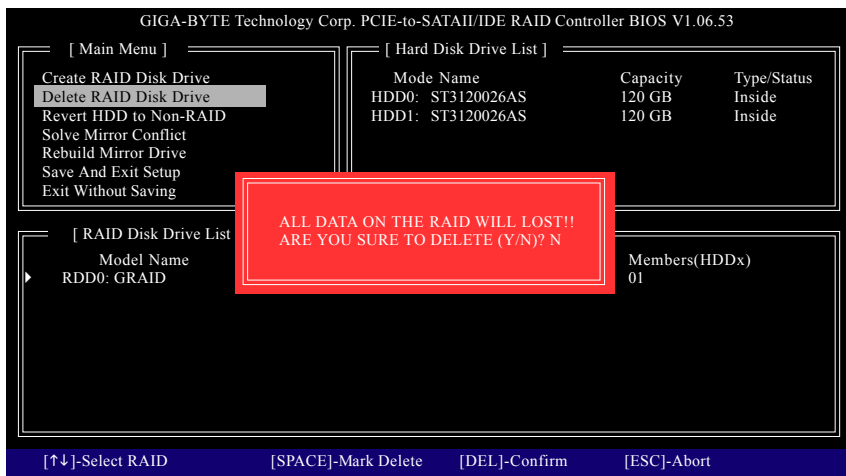 GIGA-BYTE Technology Corp. PCIE-to-SATAII/IDE RAID Controller BIOS V1.06.53
[ Main Menu ]
Create RAID Disk Drive
Delete RAID Disk Drive
Revert HDD to Non-RAID
Solve Mirror Conflict
Rebuild Mirror Drive
Save And Exit Setup
Exit Without Saving
[ Hard Disk Drive List ]
Mode Name Capacity Type/Status
HDD0: ST3120026AS 120 GB Inside
HDD1: ST3120026AS 120 GB Inside
ALL DATA ON THE RAID WILL LOST!!
ARE YOU SURE TO DELETE (Y/N)? N
[ RAID Disk Drive List
Model Name Members(HDDx)
RDD0: GRAID 01
[↑↓]-Select RAID [SPACE]-Mark Delete [DEL]-Confirm [ESC]-Abort